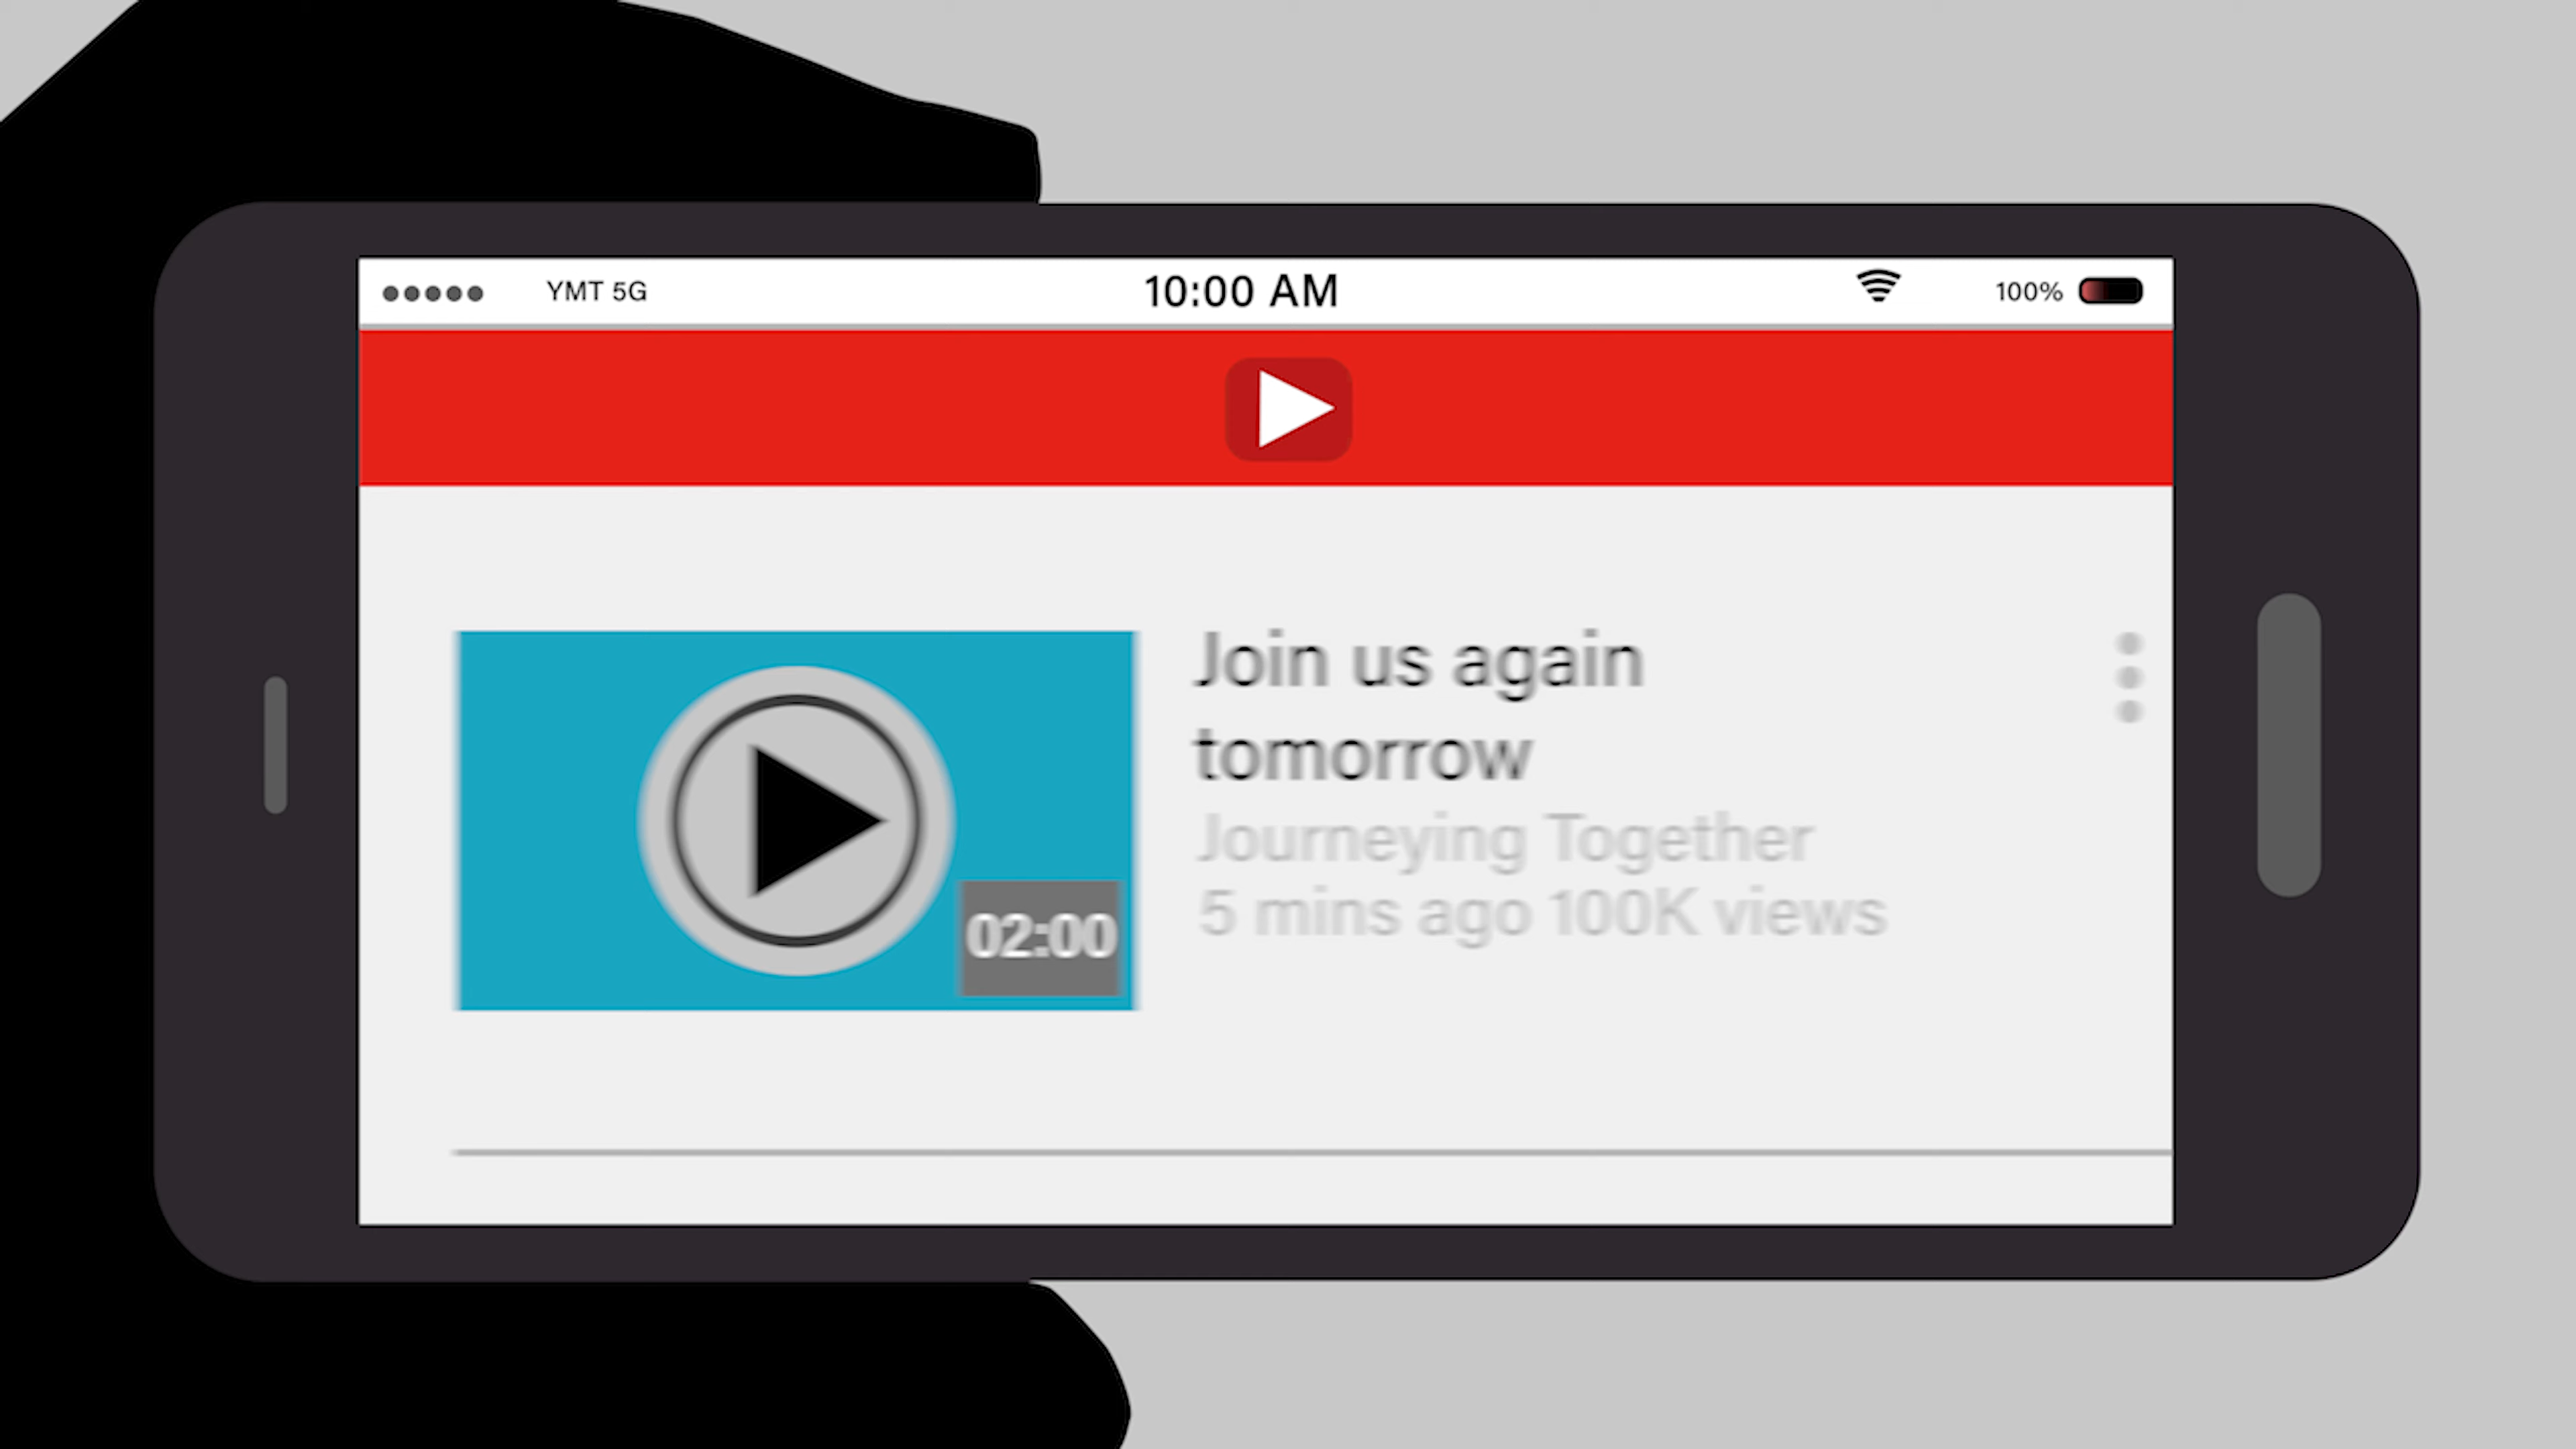 YMT 5G
10:00 AM
100%
Join us again
tomorrow
Journeying Together
5 mins ago 100K views
02:00